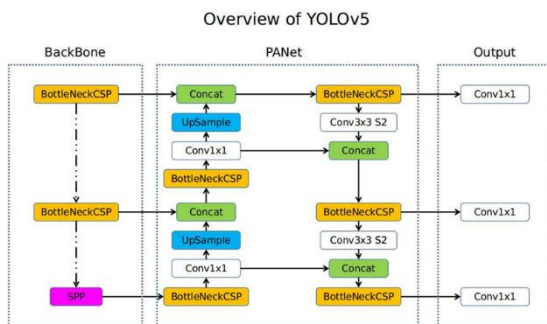 Overview of YOLOv5
BackBone PANet Output
BottleNeckCSP Concat BottleNeckCSP Conv1x1
UpSample Conv3x3 S2
Conv1x1 Concat
BottleNeckCSP
BottleNeckCSP Concat BottleNeckCSP Conv1x1
UpSample Conv3x3 S2
Conv1x1 Concat
SPP BottleNeckCSP BottleNeckCSP Conv1x1